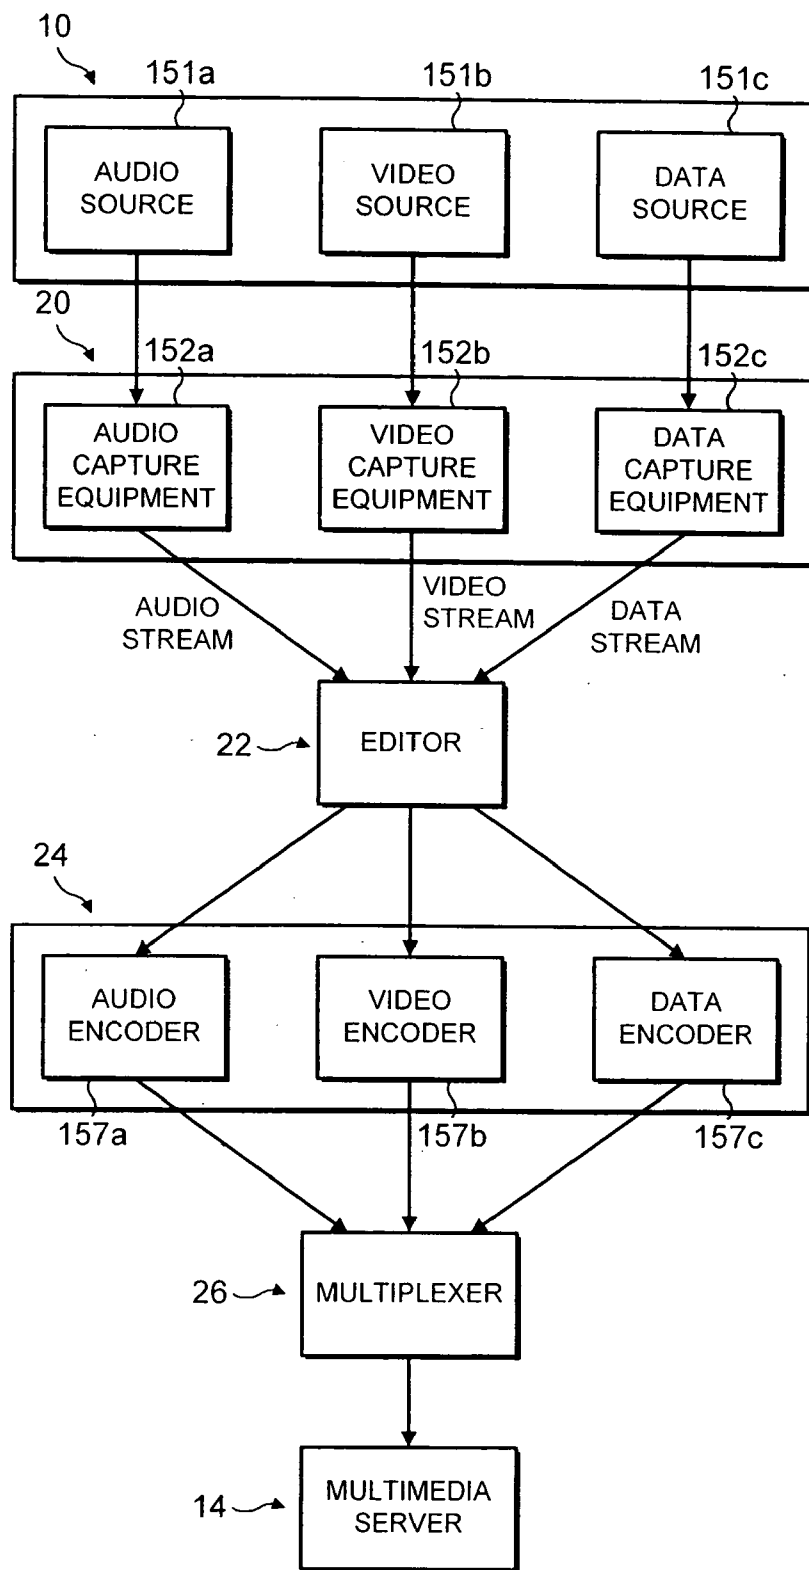 10
151a
151b
151c
AUDIO
SOURCE
VIDEO
SOURCE
DATA
SOURCE
20
152a
152b
152c
AUDIO
CAPTURE
EQUIPMENT
VIDEO
CAPTURE
EQUIPMENT
DATA
CAPTURE
EQUIPMENT
AUDIO
STREAM
VIDEO
STREAM
DATA
STREAM
22
EDITOR
24
AUDIO
ENCODER
VIDEO
ENCODER
DATA
ENCODER
157a
157b
157c
26
MULTIPLEXER
14
MULTIMEDIA
SERVER